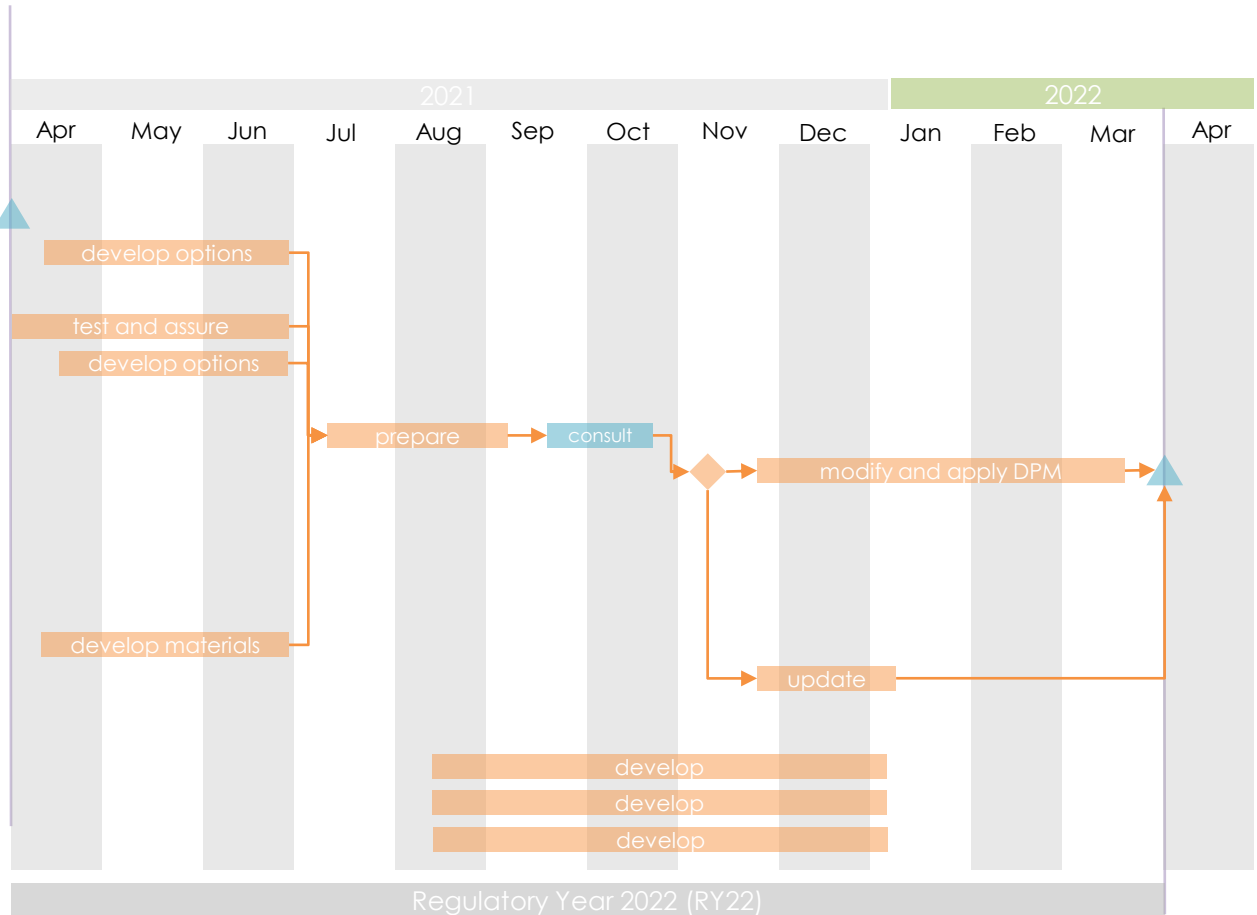 2021
2022
Apr May Jun Jul Aug Sep Oct Nov Dec Jan Feb Mar Apr
develop options
test and assure
develop options
prepare
consult
modify and apply DPM
develop materials
update
develop
develop
develop
Regulatory Year 2022 (RY22)